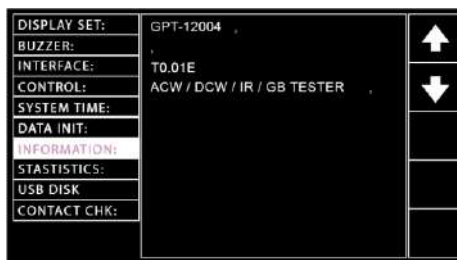 DISPLAY SET:
BUZZER:
INTERFACE:
CONTROL:
SYSTEM TIME:
DATA INIT:
INFORMATION:
STASTISTICS:
USB DISK
CONTACT CHK:
GPT-12004 ,
,
T0.01E
ACW / DCW / IR / GB TESTER ,